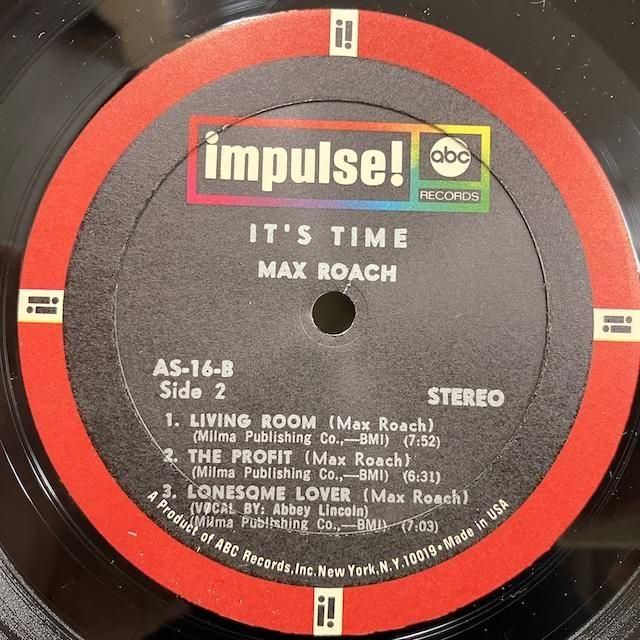 i!
impulse! abc
RECORDS
IT'S TIME
MAX ROACH
i!
i!
AS-16-B
Side 2
STEREO
1. LIVING ROOM (Max Roach)
(Milma Publishing Co.,—BMI) (7:52)
2. THE PROFIT (Max Roach)
(Milma Publishing Co.,—BMI) (6:31)
3. LONESOME LOVER (Max Roach)
(VOCAL BY: Abbey Lincoln)
(Milma Publishing Co.,—BMI) (7:03)
A Product of ABC Records, Inc. New York, N.Y. 10019 • Made in USA
i!